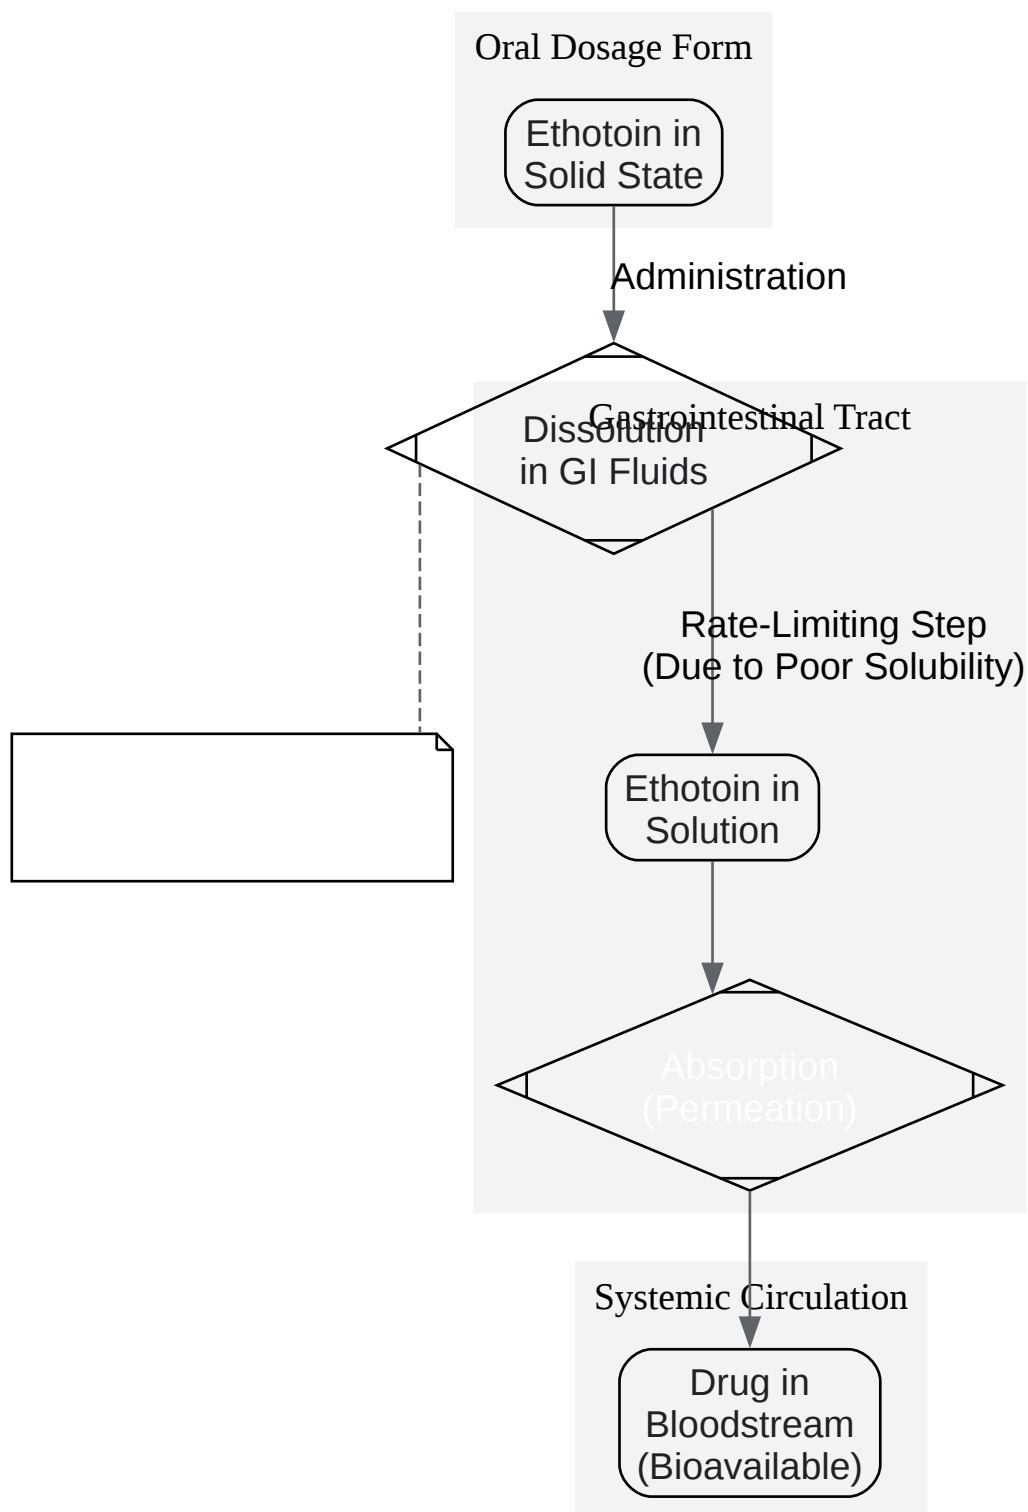 Oral Dosage Form
Ethotoin in
Solid State
Administration
Gastrointestinal Tract
Dissolution
in GI Fluids
Rate-Limiting Step
(Due to Poor Solubility)
Ethotoin in
Solution
Absorption
(Permeation)
Systemic Circulation
Drug in
Bloodstream
(Bioavailable)